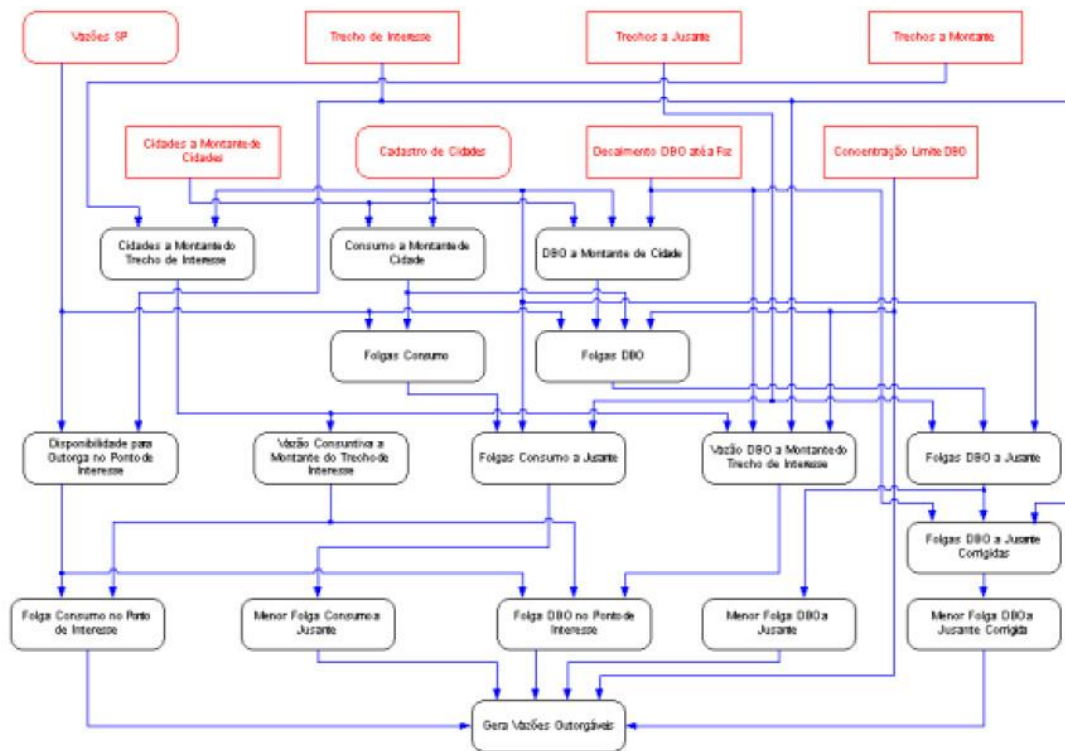 Vazões SP
Trecho de Interesse
Trechos a Jusante
Trechos a Montante
Cidades a Montante de
Cidades
Cadastro de Cidades
Decaimento DBO até a Foz
Concentração Limite DBO
Cidades a Montante do
Trecho de Interesse
Consumo a Montante de
Cidade
DBO a Montante de Cidade
Folgas Consumo
Folgas DBO
Disponibilidade para
Outorga no Ponto de
Interesse
Vazão Consuntiva a
Montante do Trecho de
Interesse
Folgas Consumo a Jusante
Vazão DBO a Montante do
Trecho de Interesse
Folgas DBO a Jusante
Folgas DBO a Jusante
Corrigidas
Folga Consumo no Ponto
de Interesse
Menor Folga Consumo a
Jusante
Folga DBO no Ponto de
Interesse
Menor Folga DBO a
Jusante
Menor Folga DBO a
Jusante Corrigida
Gera Vazões Outorgáveis